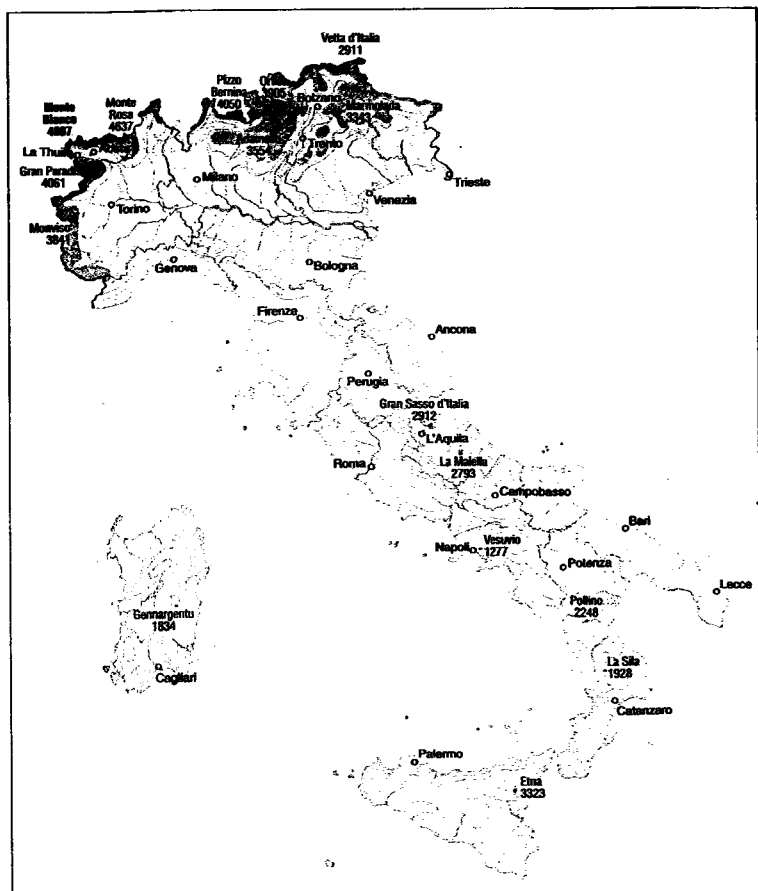 Vetta d'Italia
2911
Pizzo
Bernina
4050
3905
Bolzano
Marmolada
3343
Monte
Rosa
4637
Monte
Bianco
4807
La Thuile
Gran Paradiso
4061
3554
Trento
Milano
Trieste
Venezia
Torino
Monviso
3841
Genova
Bologna
Firenze
Ancona
Perugia
Gran Sasso d'Italia
2912
L'Aquila
Roma
La Maiella
2793
Campobasso
Bari
Napoli
Vesuvio
1277
Potenza
Lecce
Pollino
2248
Gennargentu
1834
Cagliari
La Sila
1928
Catanzaro
Palermo
Etna
3323